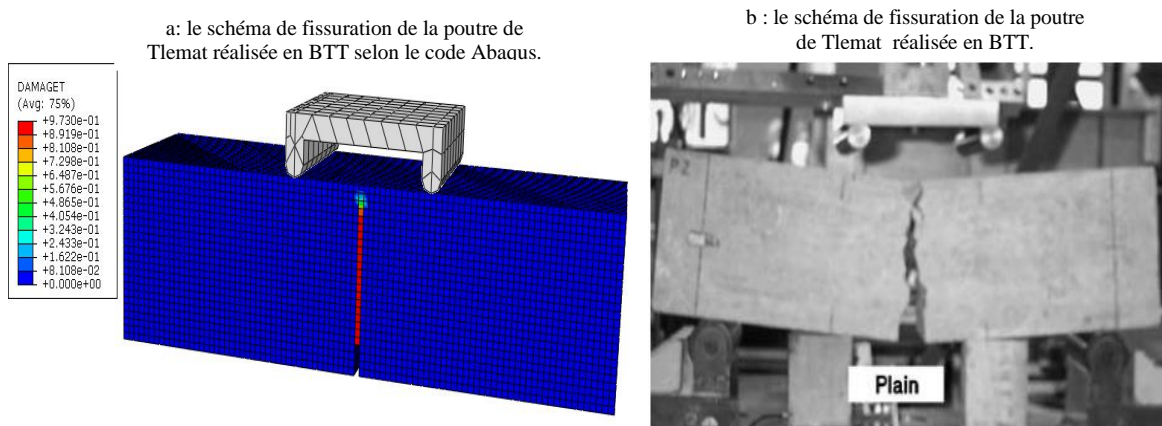 a: le schéma de fissuration de la poutre de
Tlemat réalisée en BTT selon le code Abaqus.
b : le schéma de fissuration de la poutre
de Tlemat réalisée en BTT.
DAMAGET
(Avg: 75%)
+9.730e-01
+8.919e-01
+8.108e-01
+7.298e-01
+6.487e-01
+5.676e-01
+4.865e-01
+4.054e-01
+3.243e-01
+2.433e-01
+1.622e-01
+8.108e-02
+0.000e+00
P2
Plain